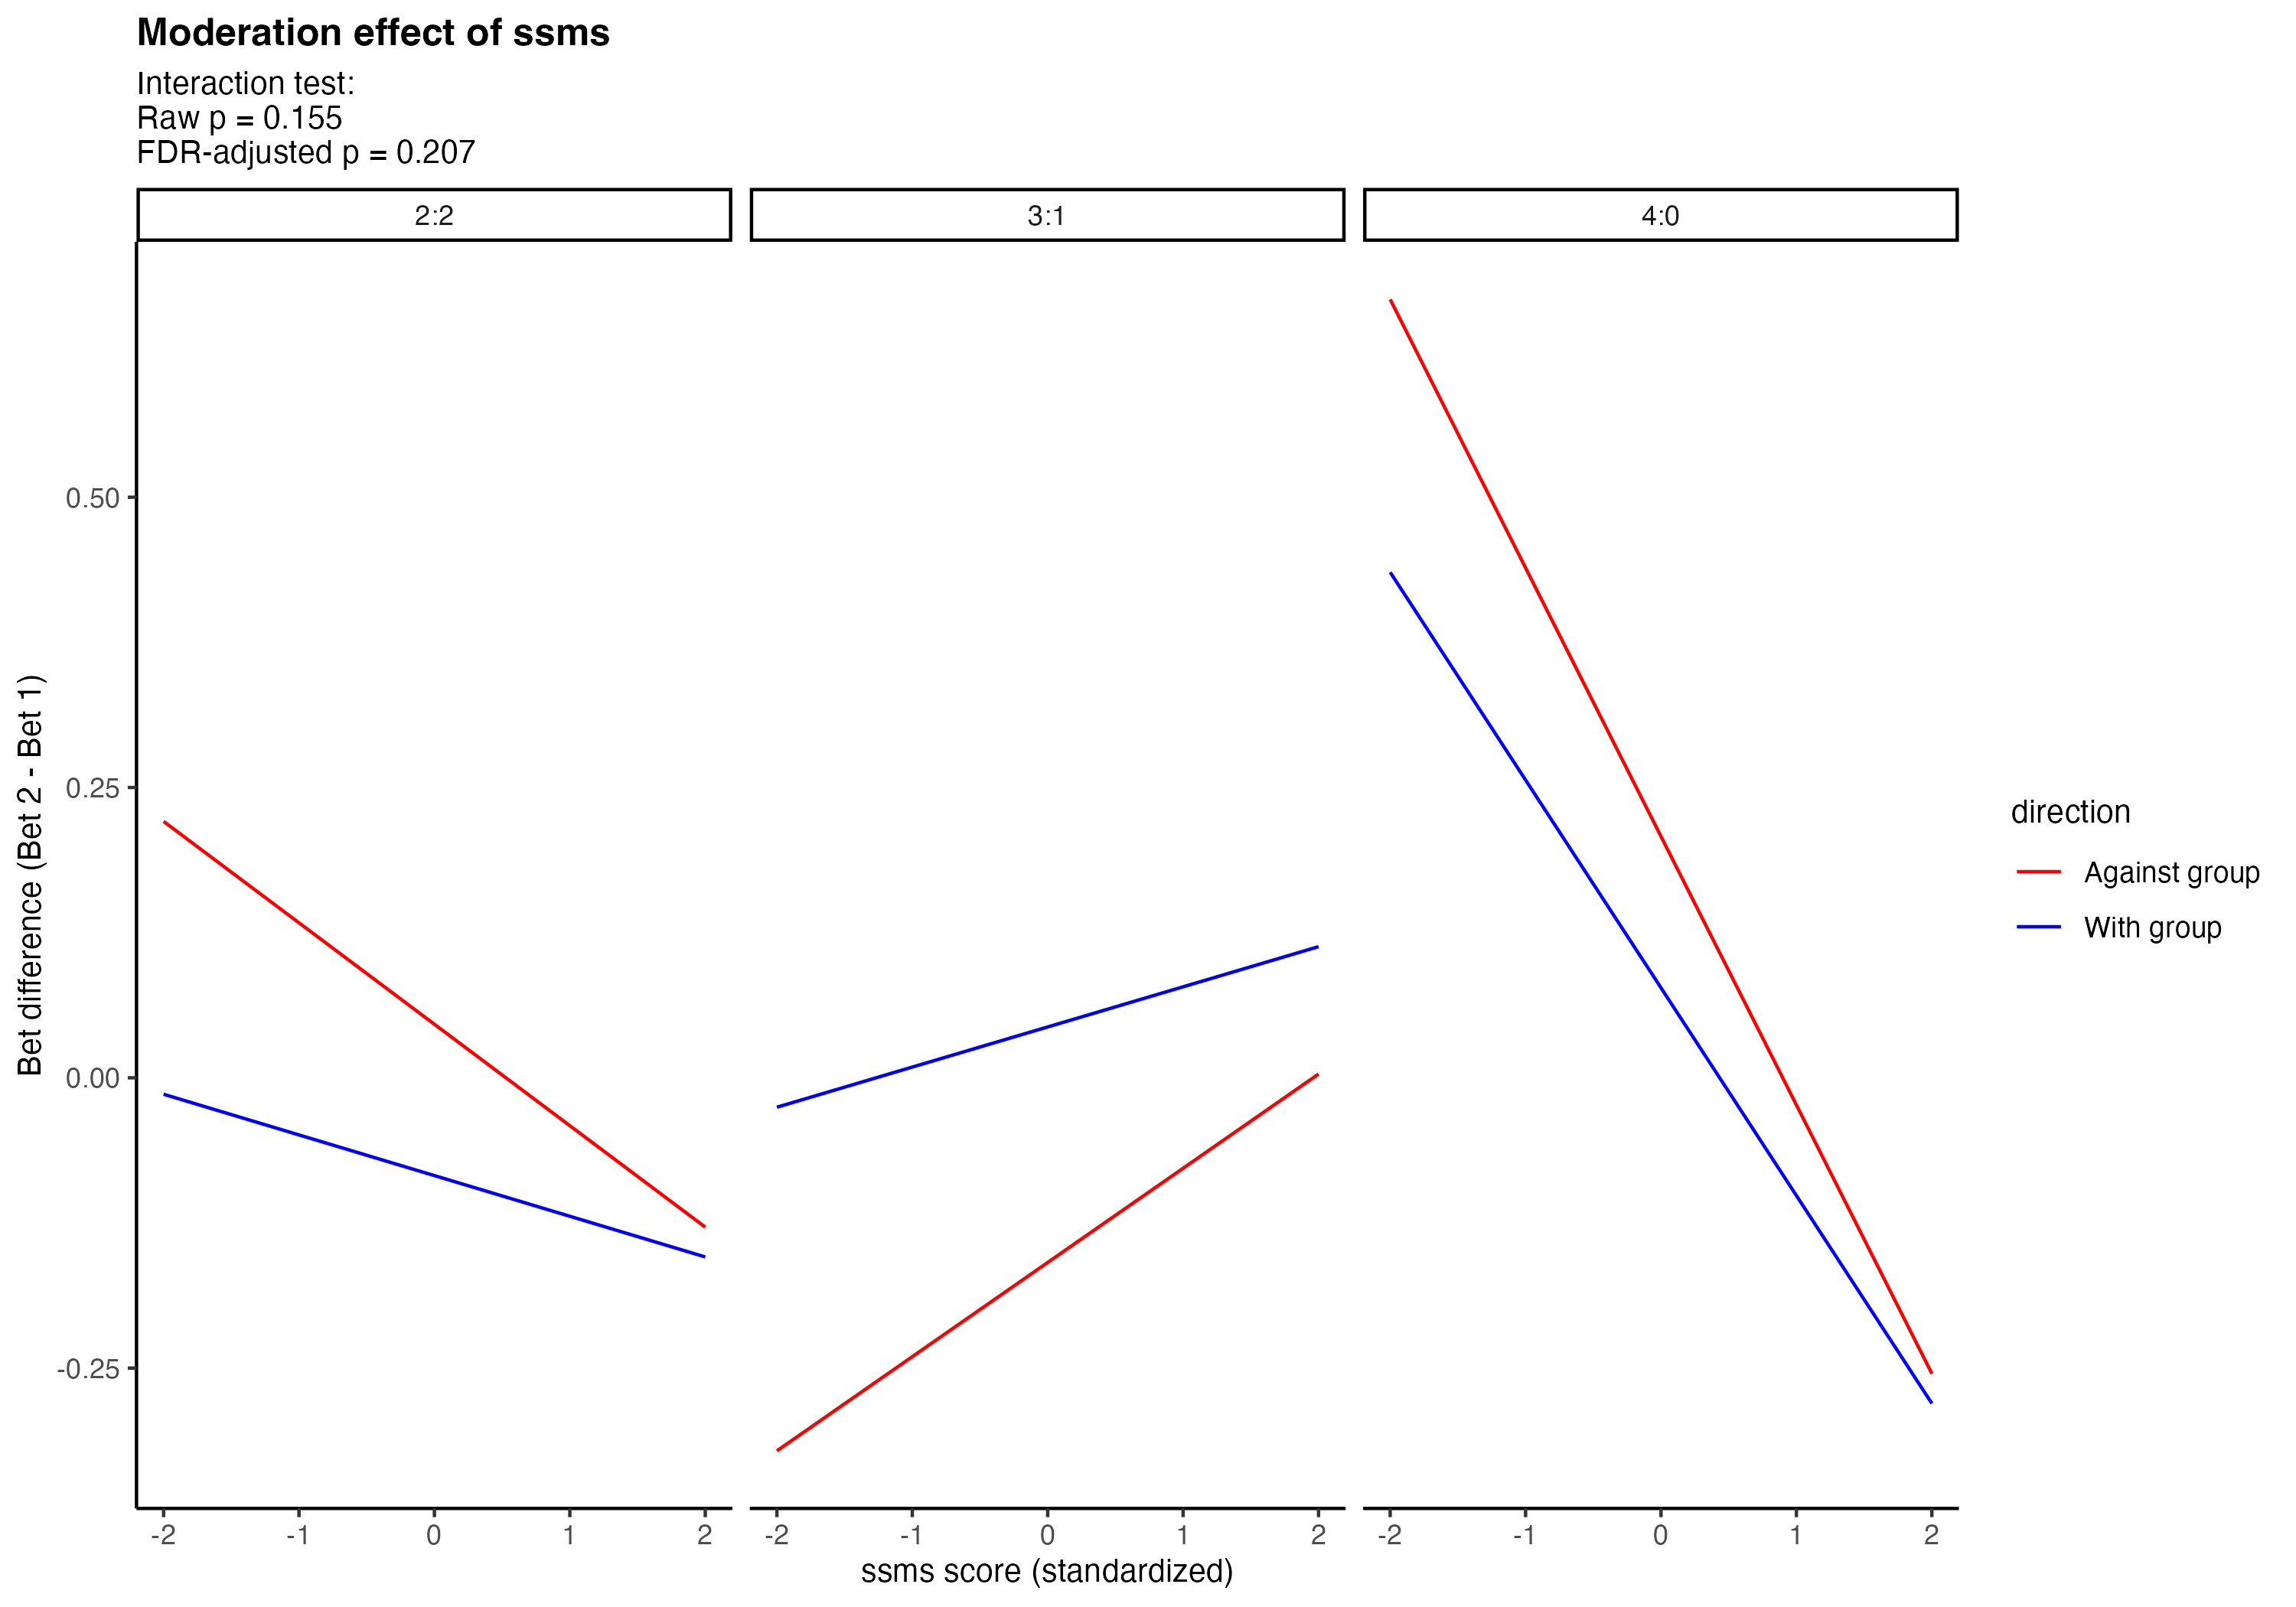 Moderation effect of ssms
Interaction test:
Raw p = 0.155
FDR-adjusted p = 0.207
2:2
3:1
4:0
Bet difference (Bet 2 - Bet 1)
0.50
0.25
0.00
-0.25
-2 -1 0 1 2
-2 -1 0 1 2
-2 -1 0 1 2
ssms score (standardized)
direction
Against group
With group